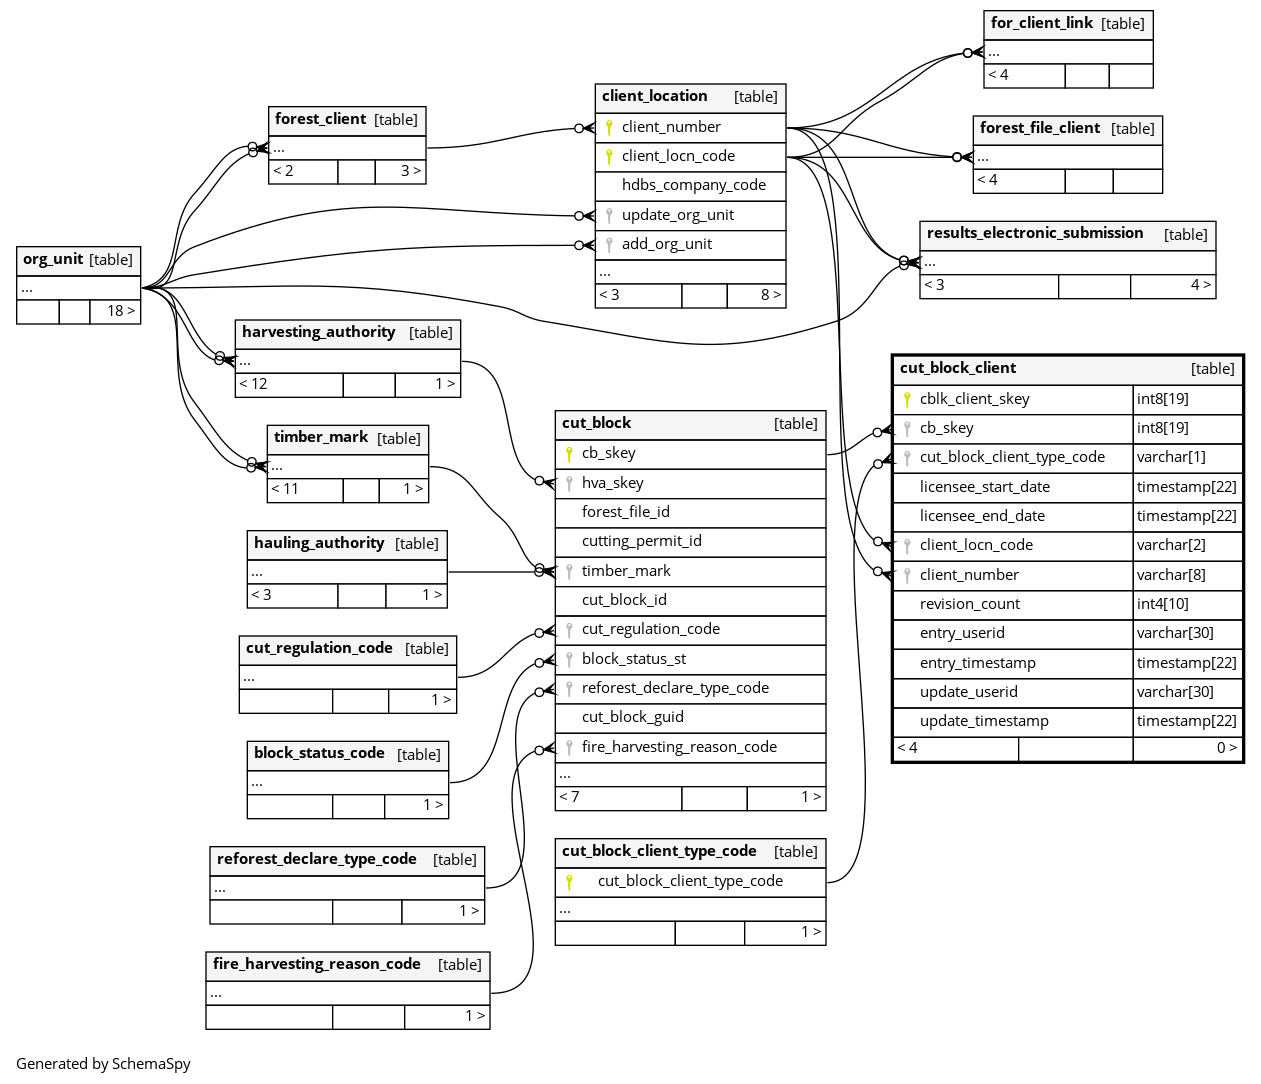 for_client_link [table]
...
< 4
client_location [table]
client_number
client_locn_code
hdbs_company_code
update_org_unit
add_org_unit
...
< 3 8 >
forest_client [table]
...
< 2 3 >
forest_file_client [table]
...
< 4
results_electronic_submission [table]
...
< 3 4 >
org_unit [table]
...
18 >
harvesting_authority [table]
...
< 12 1 >
cut_block_client [table]
cblk_client_skey int8[19]
cb_skey int8[19]
cut_block_client_type_code varchar[1]
licensee_start_date timestamp[22]
licensee_end_date timestamp[22]
client_locn_code varchar[2]
client_number varchar[8]
revision_count int4[10]
entry_userid varchar[30]
entry_timestamp timestamp[22]
update_userid varchar[30]
update_timestamp timestamp[22]
< 4 0 >
cut_block [table]
cb_skey
hva_skey
forest_file_id
cutting_permit_id
timber_mark
cut_block_id
cut_regulation_code
block_status_st
reforest_declare_type_code
cut_block_guid
fire_harvesting_reason_code
...
< 7 1 >
timber_mark [table]
...
< 11 1 >
hauling_authority [table]
...
< 3 1 >
cut_regulation_code [table]
...
1 >
block_status_code [table]
...
1 >
reforest_declare_type_code [table]
...
1 >
cut_block_client_type_code [table]
cut_block_client_type_code
...
1 >
fire_harvesting_reason_code [table]
...
1 >
Generated by SchemaSpy